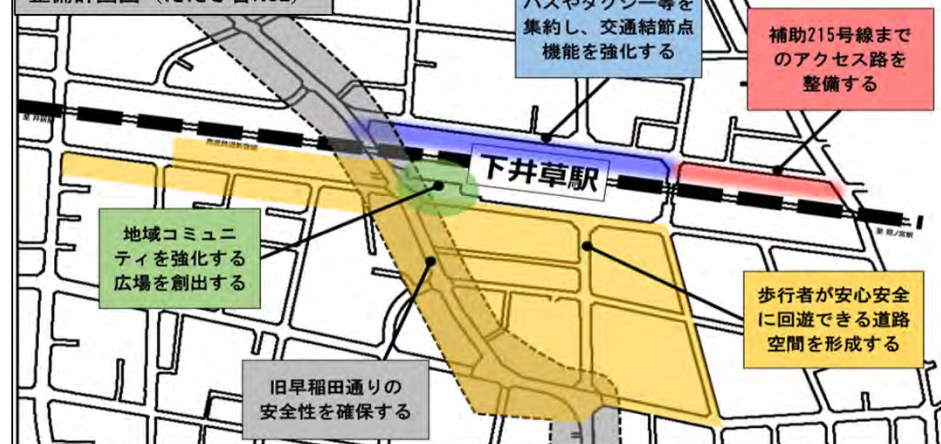 バスやタクシー等を
集約し、交通結節点
機能を強化する
補助215号線まで
のアクセス路を
整備する
下井草駅
地域コミュニ
ティを強化する
広場を創出する
歩行者が安心安全
に回遊できる道路
空間を形成する
旧早稲田通りの
安全性を確保する